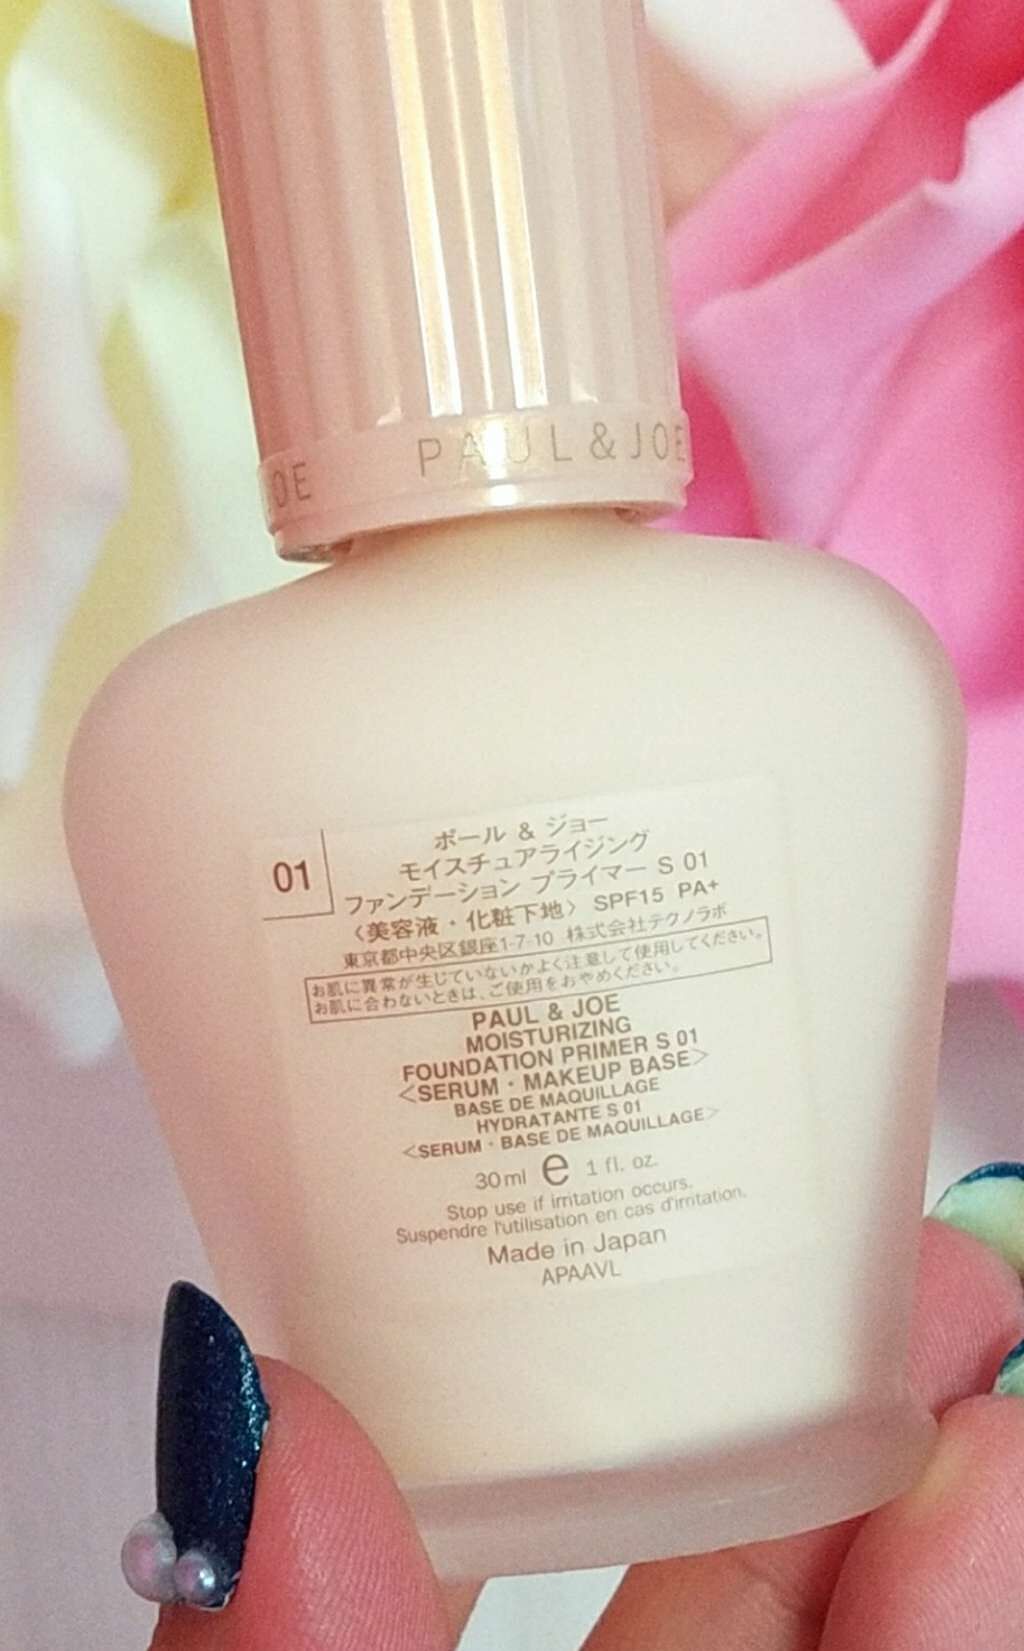 OE PAUL&JOE
01
ポール & ジョー
モイスチュアライジング
ファンデーション プライマー S 01
〈美容液・化粧下地〉 SPF15 PA+
東京都中央区銀座1-7-10 株式会社テクノラボ
お肌に異常が生じていないかよく注意して使用してください。
お肌に合わないときは、ご使用をおやめください。
PAUL & JOE
MOISTURIZING
FOUNDATION PRIMER S 01
<SERUM・MAKEUP BASE>
BASE DE MAQUILLAGE
HYDRATANTE S 01
<SERUM・BASE DE MAQUILLAGE>
30ml e 1 fl. oz.
Stop use if irritation occurs.
Suspendre l'utilisation en cas d'irritation.
Made in Japan
APAAVL